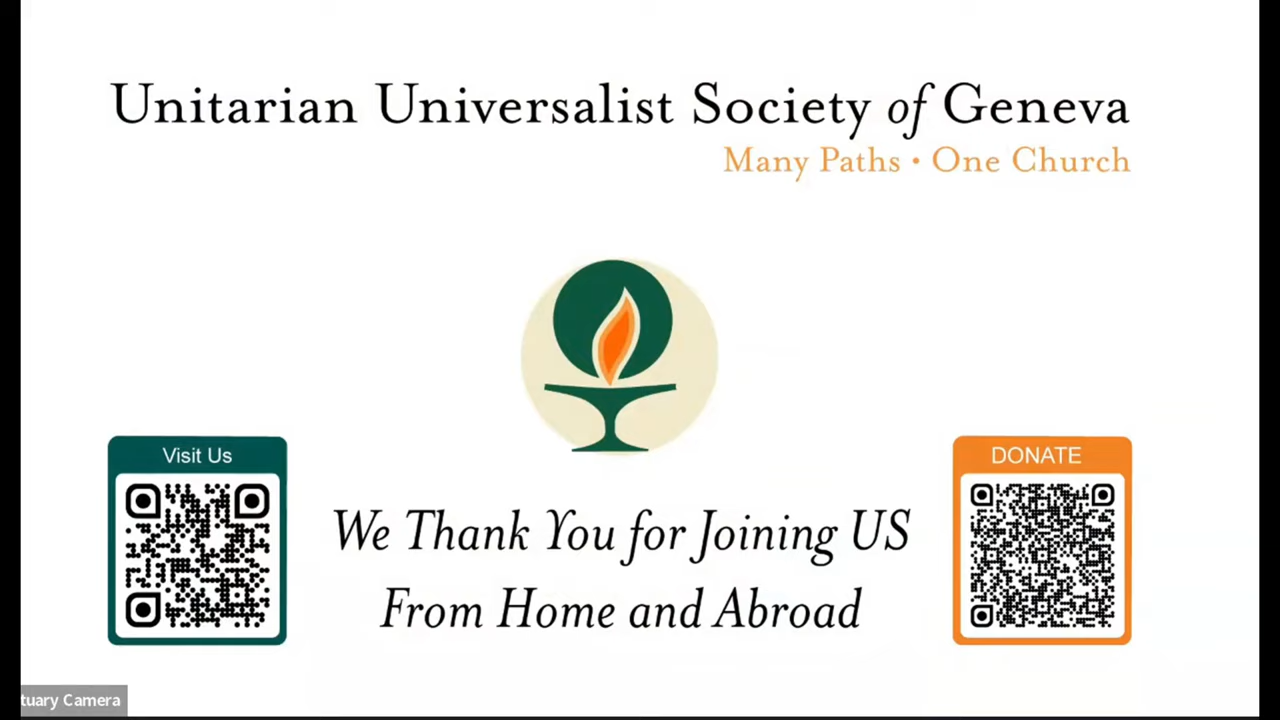 Unitarian Universalist Society of Geneva
Many Paths • One Church
Visit Us
DONATE
We Thank You for Joining US
From Home and Abroad
Camera